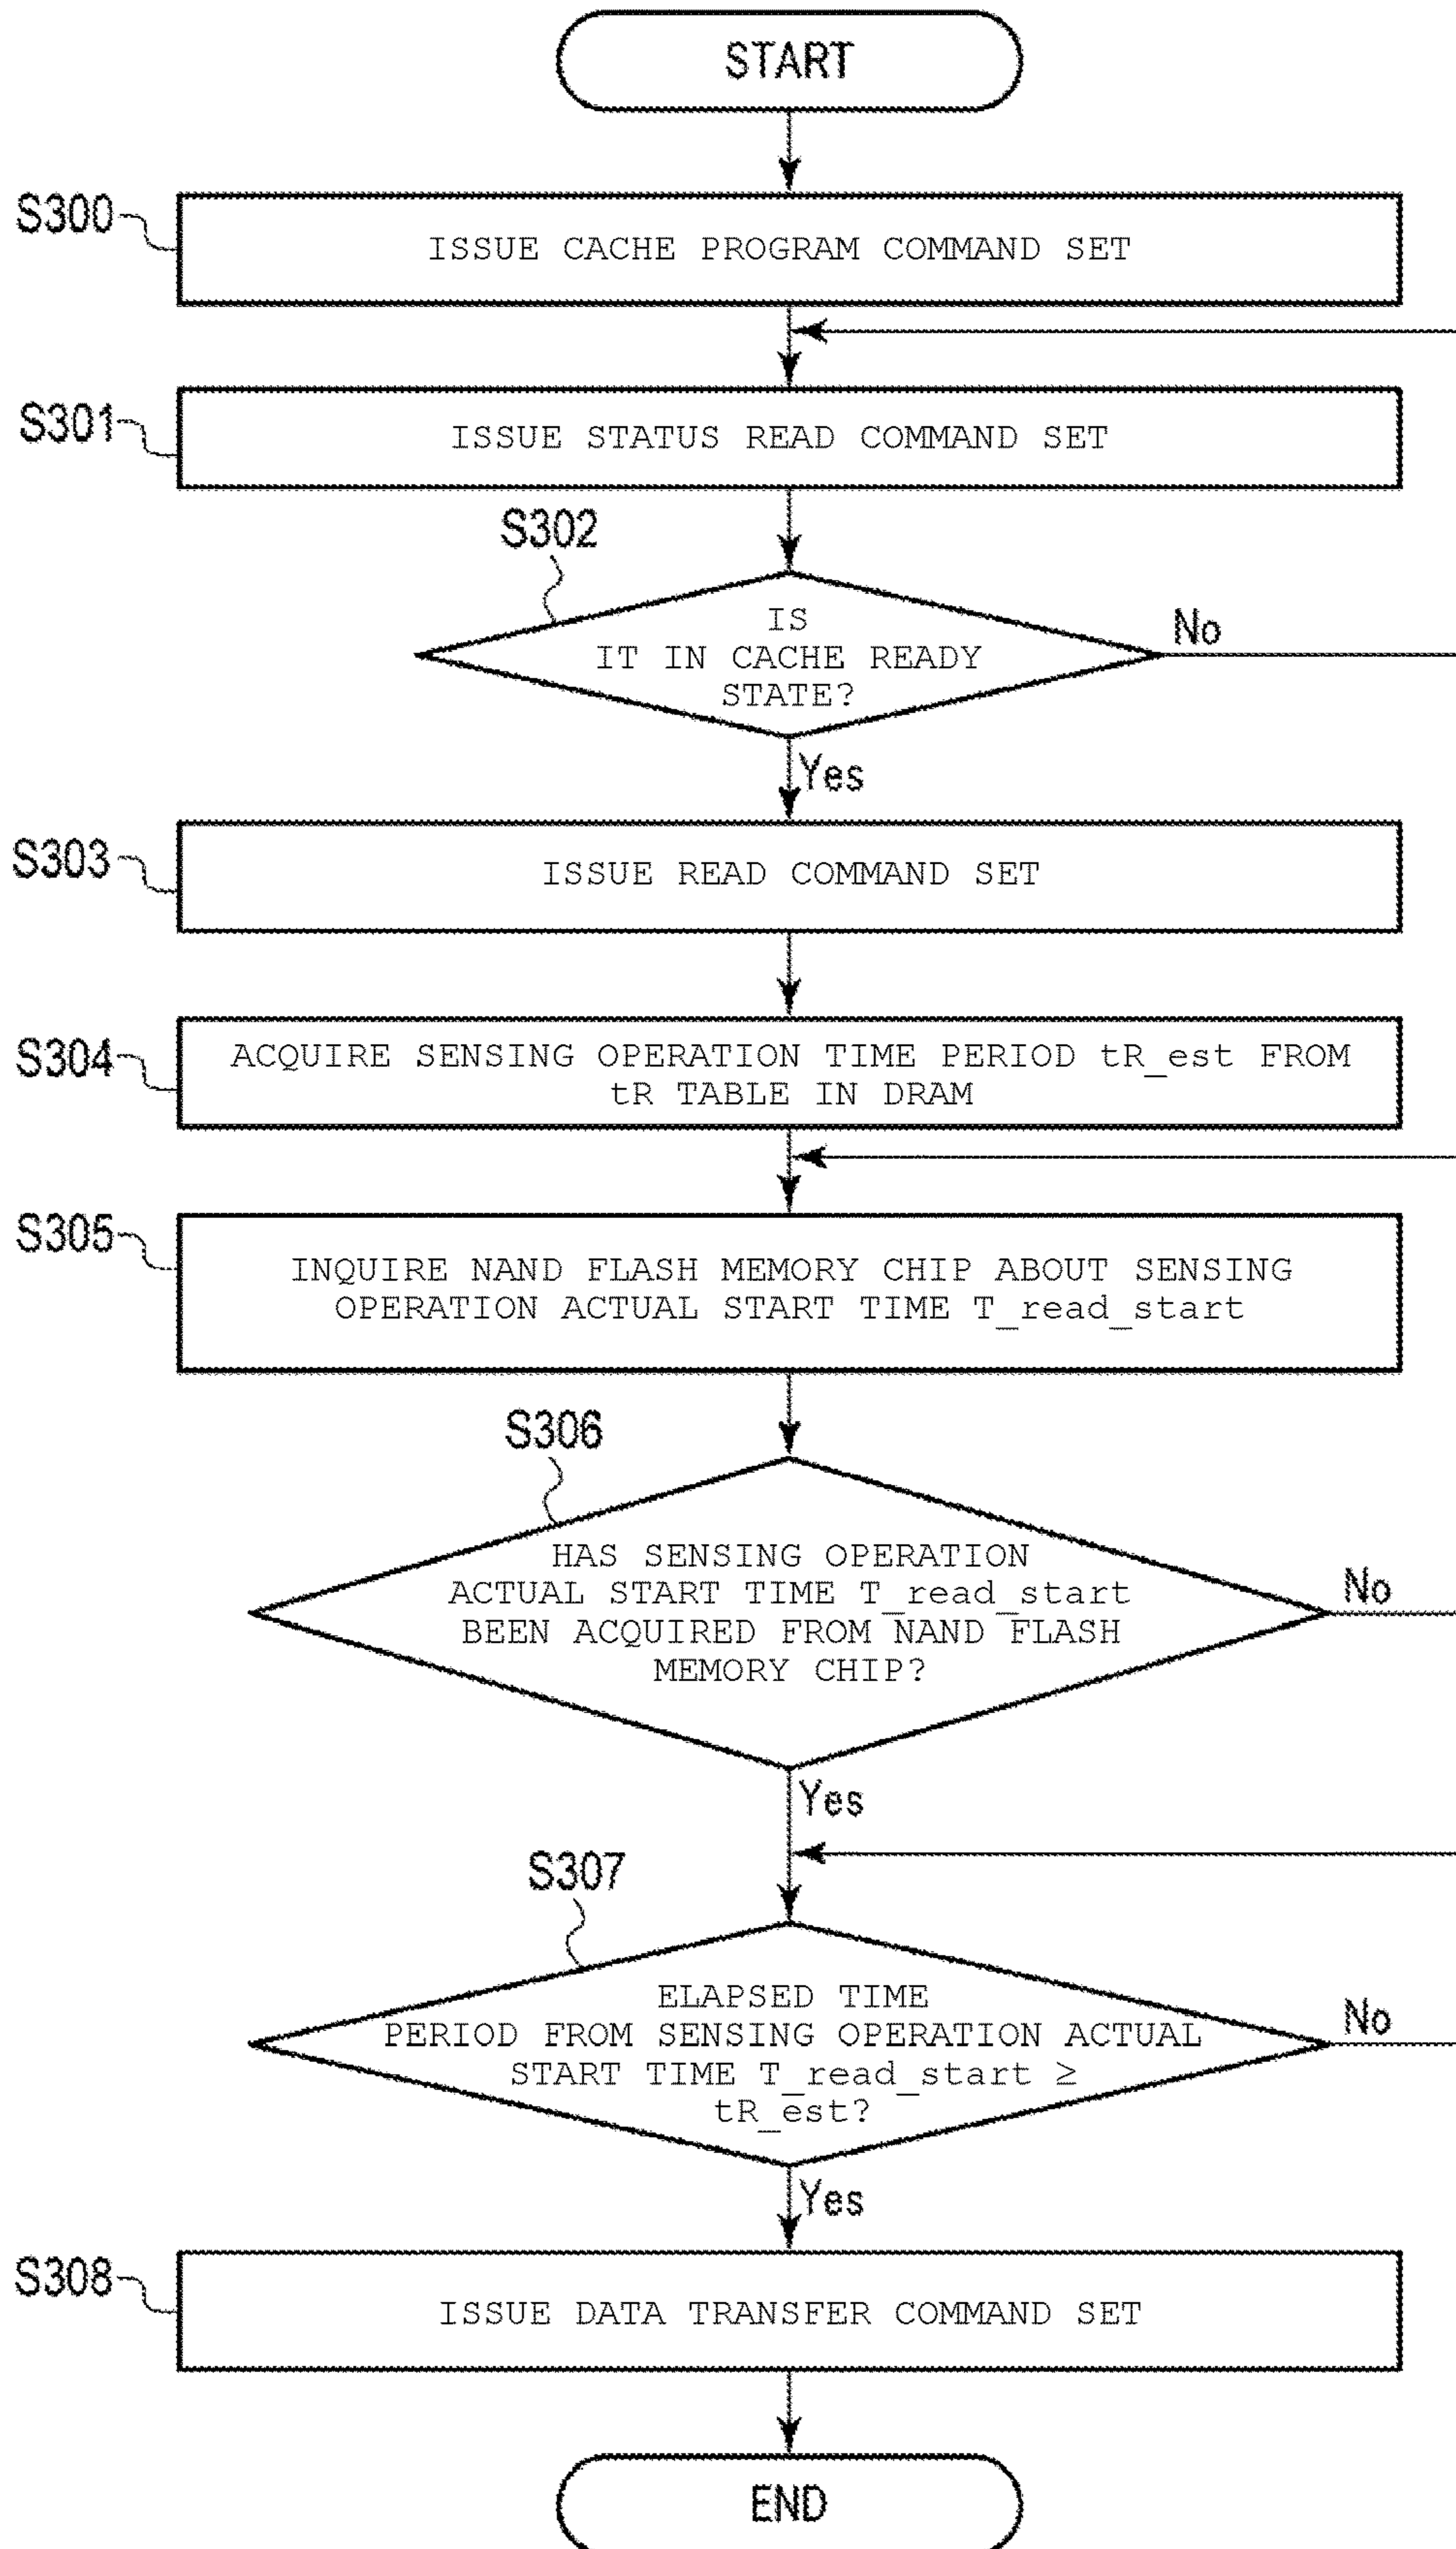 START
S300
ISSUE CACHE PROGRAM COMMAND SET
S301
ISSUE STATUS READ COMMAND SET
S302
IS
IT IN CACHE READY
STATE?
No
Yes
S303
ISSUE READ COMMAND SET
S304
ACQUIRE SENSING OPERATION TIME PERIOD tR_est FROM
tR TABLE IN DRAM
S305
INQUIRE NAND FLASH MEMORY CHIP ABOUT SENSING
OPERATION ACTUAL START TIME T_read_start
S306
HAS SENSING OPERATION
ACTUAL START TIME T_read_start
BEEN ACQUIRED FROM NAND FLASH
MEMORY CHIP?
No
Yes
S307
ELAPSED TIME
PERIOD FROM SENSING OPERATION ACTUAL
START TIME T_read_start ≥
tR_est?
No
Yes
S308
ISSUE DATA TRANSFER COMMAND SET
END